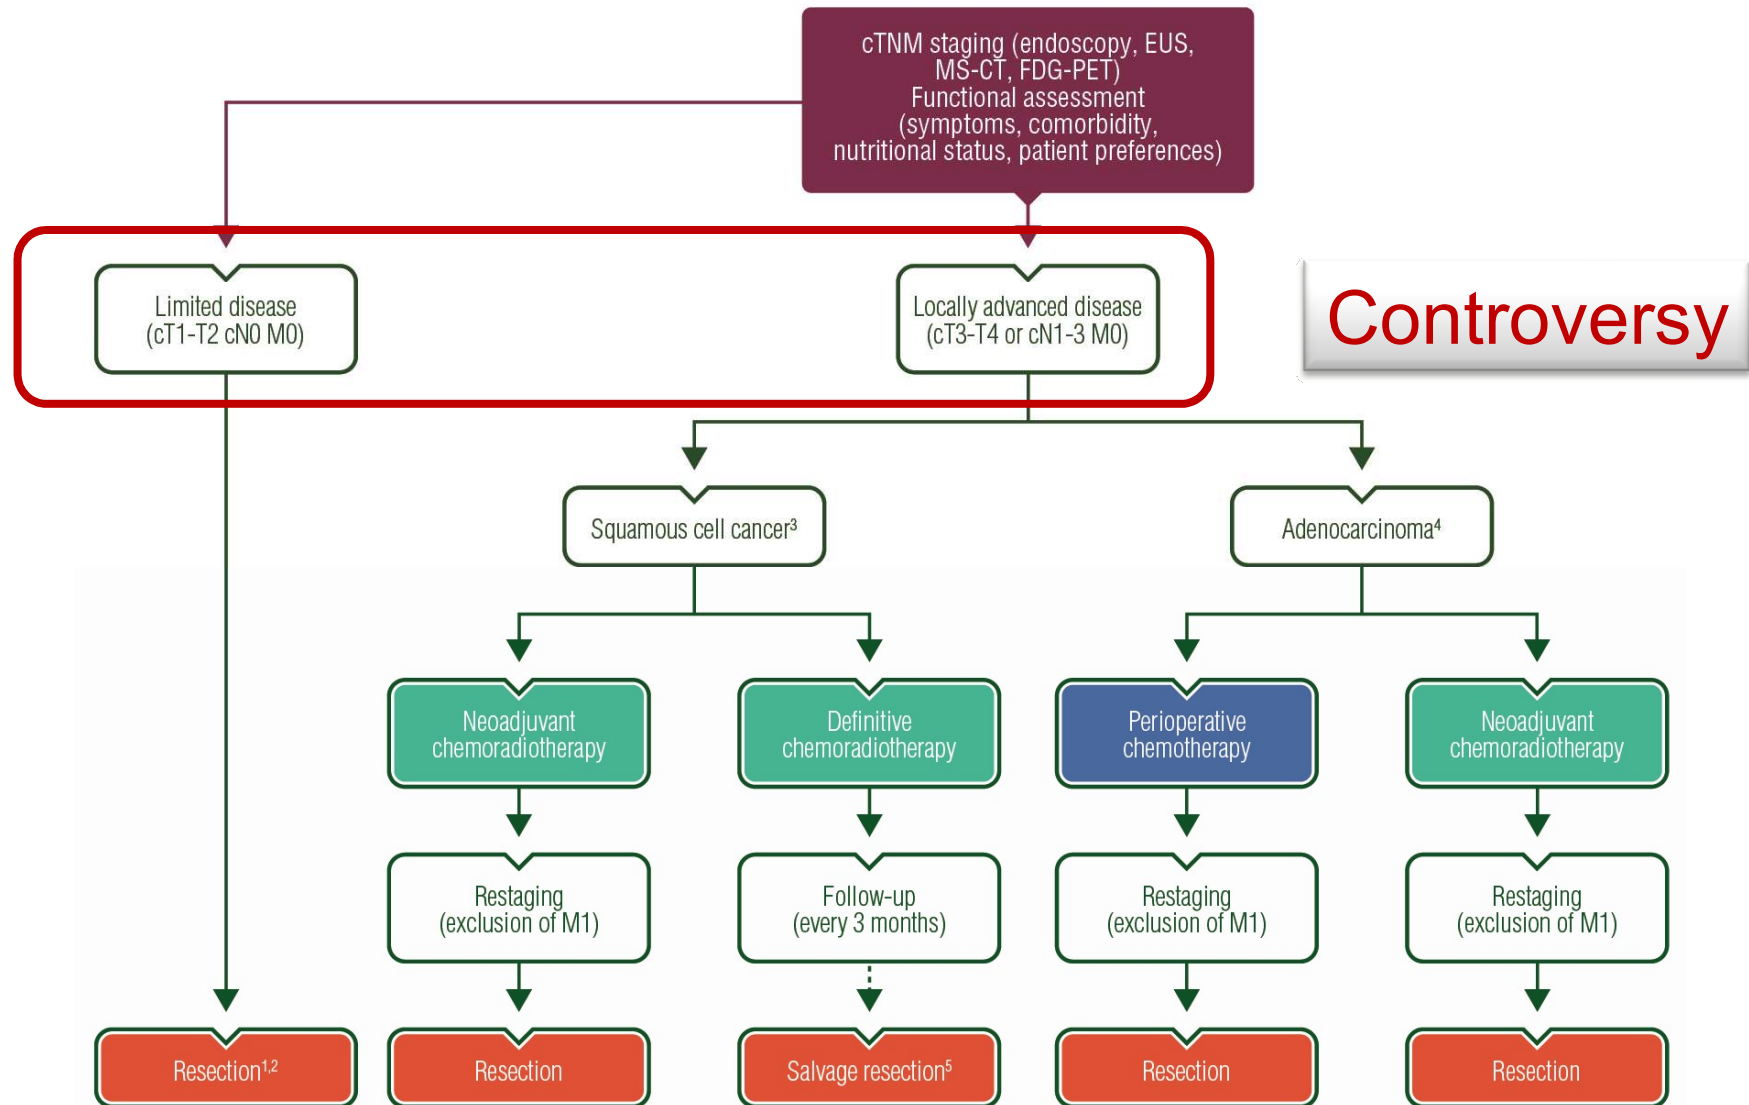 cTNM staging (endoscopy, EUS,
MS-CT, FDG-PET)
Functional assessment
(symptoms, comorbidity,
nutritional status, patient preferences)
Limited disease
(cT1-T2 cN0 M0)
Locally advanced disease
(cT3-T4 or cN1-3 M0)
Controversy
Squamous cell cancer³
Adenocarcinoma⁴
Neoadjuvant
chemoradiotherapy
Definitive
chemoradiotherapy
Perioperative
chemotherapy
Neoadjuvant
chemoradiotherapy
Restaging
(exclusion of M1)
Follow-up
(every 3 months)
Restaging
(exclusion of M1)
Restaging
(exclusion of M1)
Resection¹,²
Resection
Salvage resection⁵
Resection
Resection